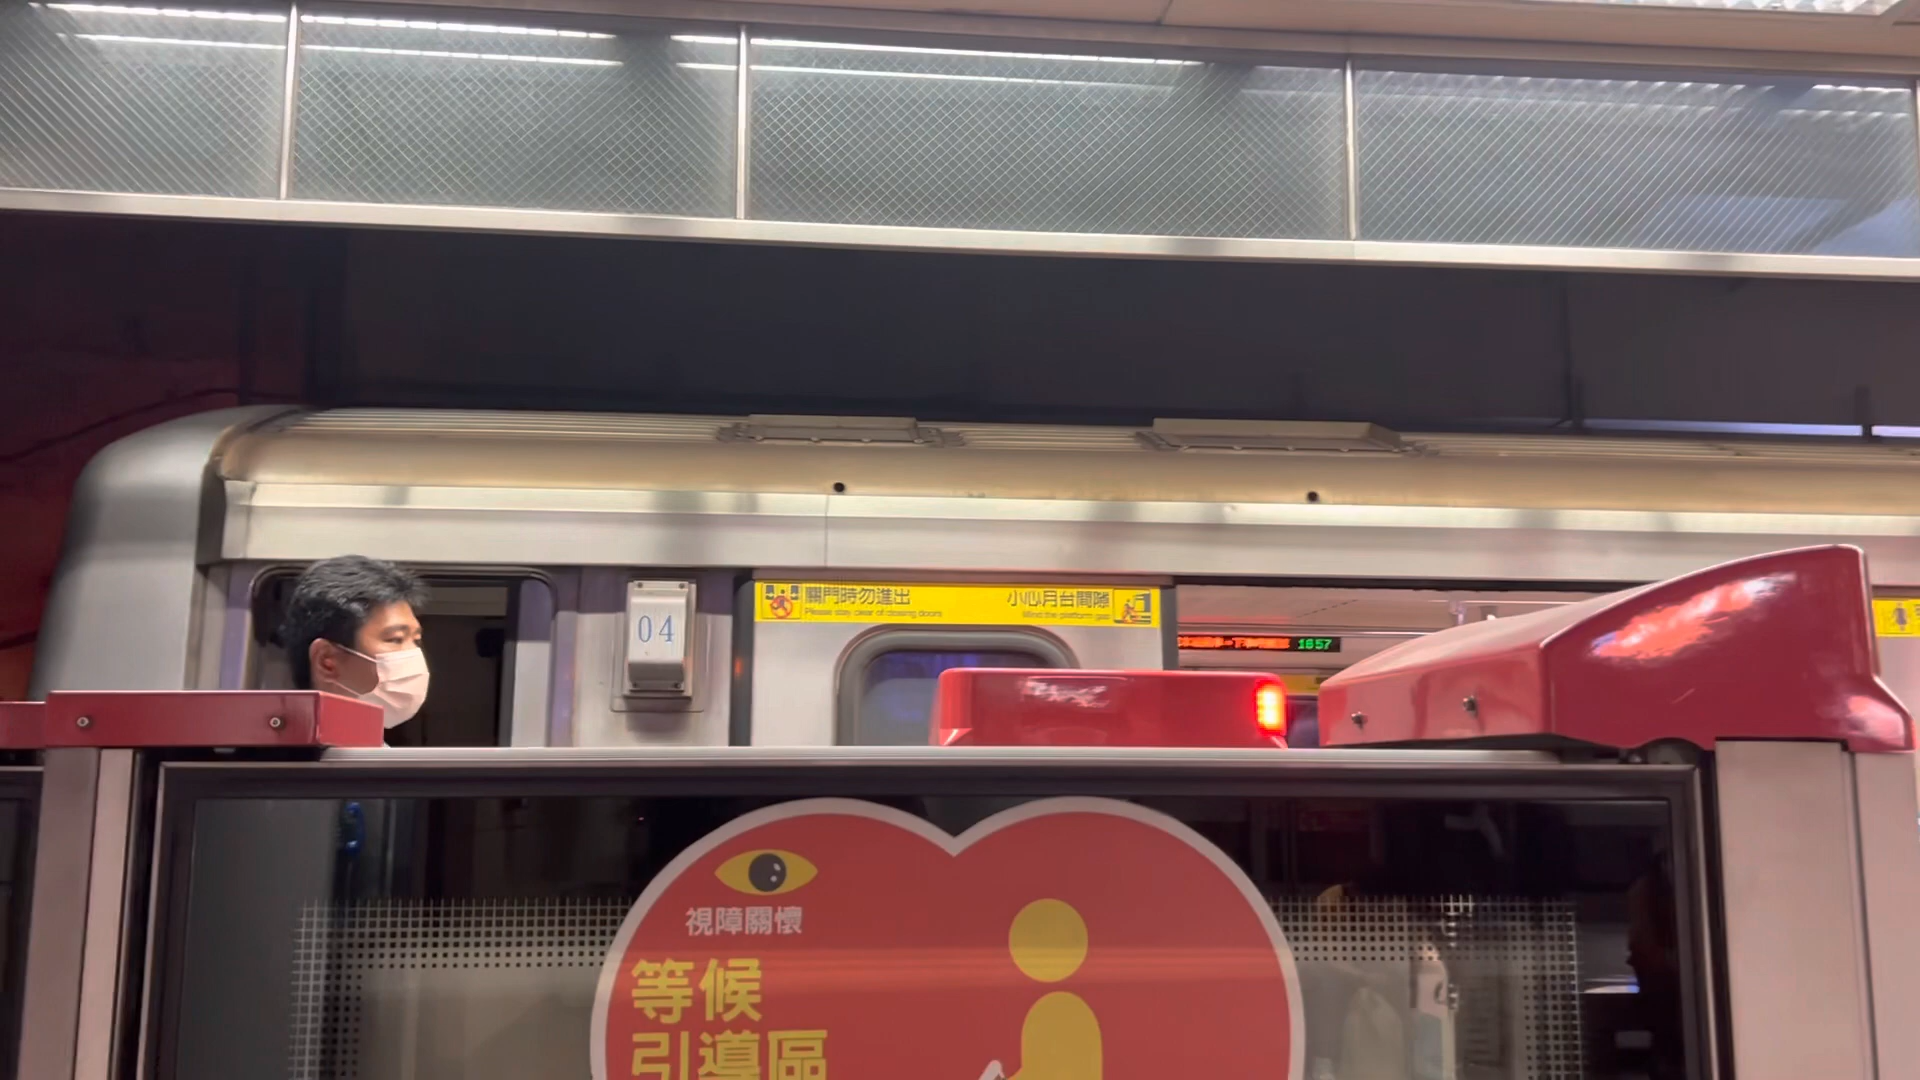 關門時勿進出
Please stay clear of closing doors
小心月台間隙
Mind the platform gap
04
1657
視障關懷
等候
引導區